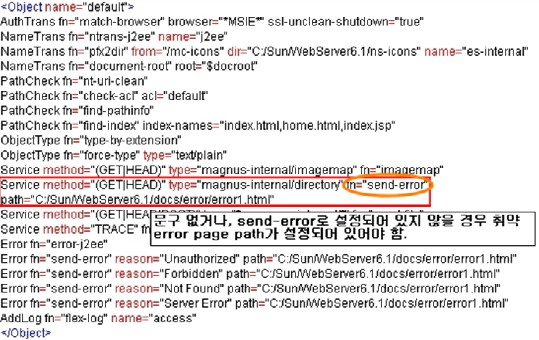 <Object name="default">
AuthTrans fn="match-browser" browser="*MSIE*" ssl-unclean-shutdown="true"
NameTrans fn="ntrans-j2ee" name="j2ee"
NameTrans fn="pfx2dir" from="/mc-icons" dir="C:/Sun/WebServer6.1/ns-icons" name="es-internal"
NameTrans fn="document-root" root="$docroot"
PathCheck fn="nt-uri-clean"
PathCheck fn="check-acl" acl="default"
PathCheck fn="find-pathinfo"
PathCheck fn="find-index" index-names="index.html,home.html,index.jsp"
ObjectType fn="type-by-extension"
ObjectType fn="force-type" type="text/plain"
Service method="(GET|HEAD)" type="magnus-internal/imagemap" fn="imagemap"
Service method="(GET|HEAD)" type="magnus-internal/directory" fn="send-error"
path="C:/Sun/WebServer6.1/docs/error/error1.html"
Service
Service method="TRACE" fn
문구 없거나, send-error로 설정되어 있지 않을 경우 취약
error page path가 설정되어 있어야 함.
Error fn="error-j2ee"
Error fn="send-error" reason="Unauthorized" path="C:/Sun/WebServer6.1/docs/error/error1.html"
Error fn="send-error" reason="Forbidden" path="C:/Sun/WebServer6.1/docs/error/error1.html"
Error fn="send-error" reason="Not Found" path="C:/Sun/WebServer6.1/docs/error/error1.html"
Error fn="send-error" reason="Server Error" path="C:/Sun/WebServer6.1/docs/error/error1.html"
AddLog fn="flex-log" name="access"
</Object>